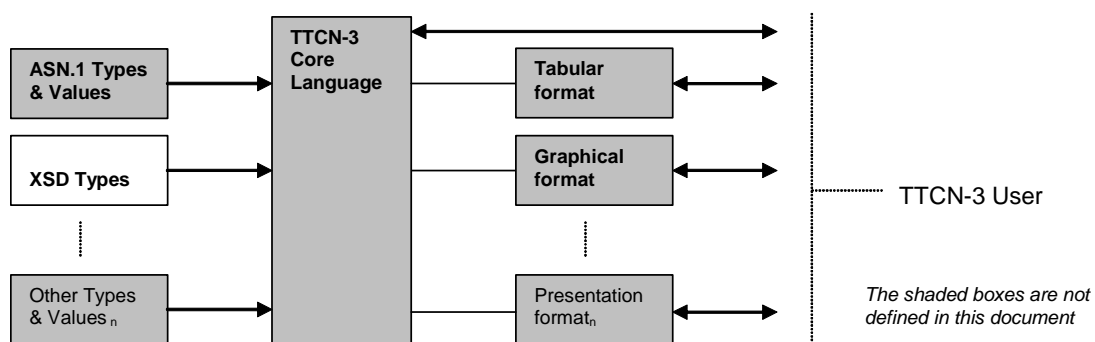 TTCN-3
Core
Language
ASN.1 Types
& Values
XSD Types
Other Types
& Values n
Tabular
format
Graphical
format
Presentation
formatn
TTCN-3 User
The shaded boxes are not
defined in this document